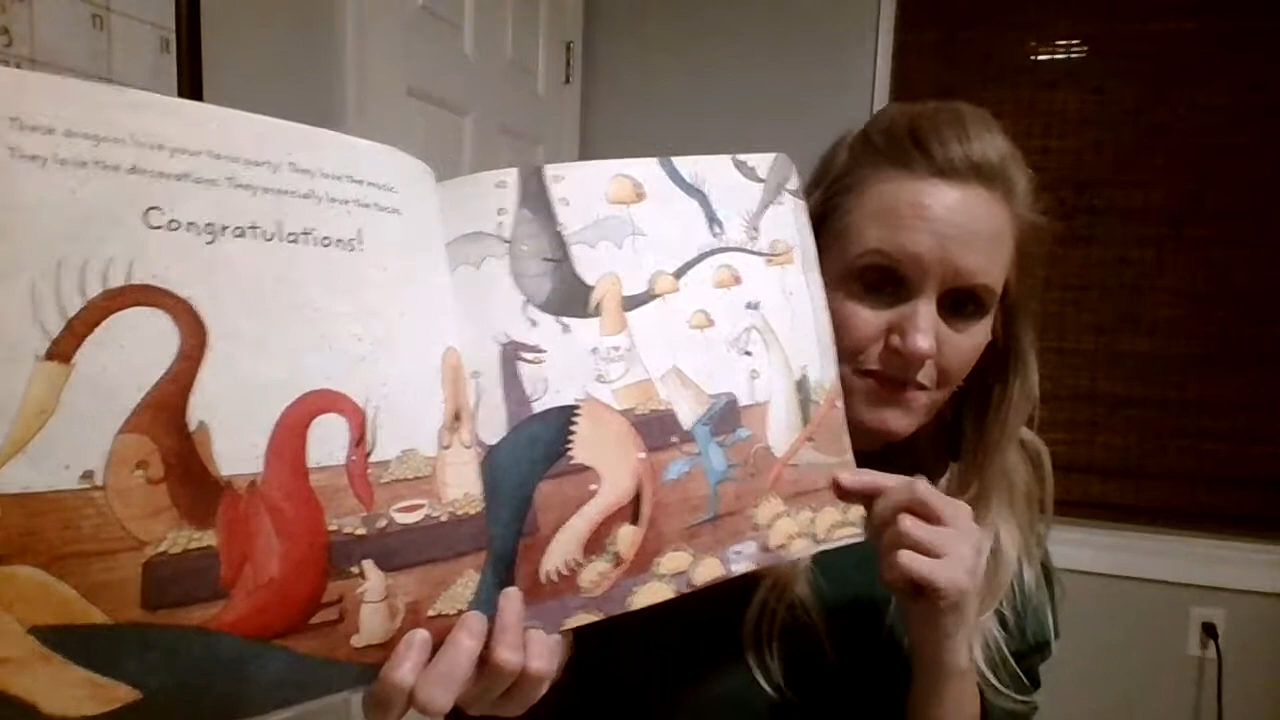 These dragons love your taco party! They love the music.
They love the decorations. They especially love the tacos.
Congratulations!
11